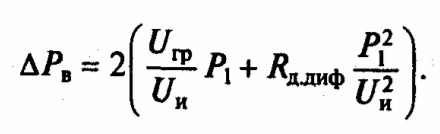 ΔPв = 2(Uгр/Uи P₁ + Rд.диф P₁²/Uи²).